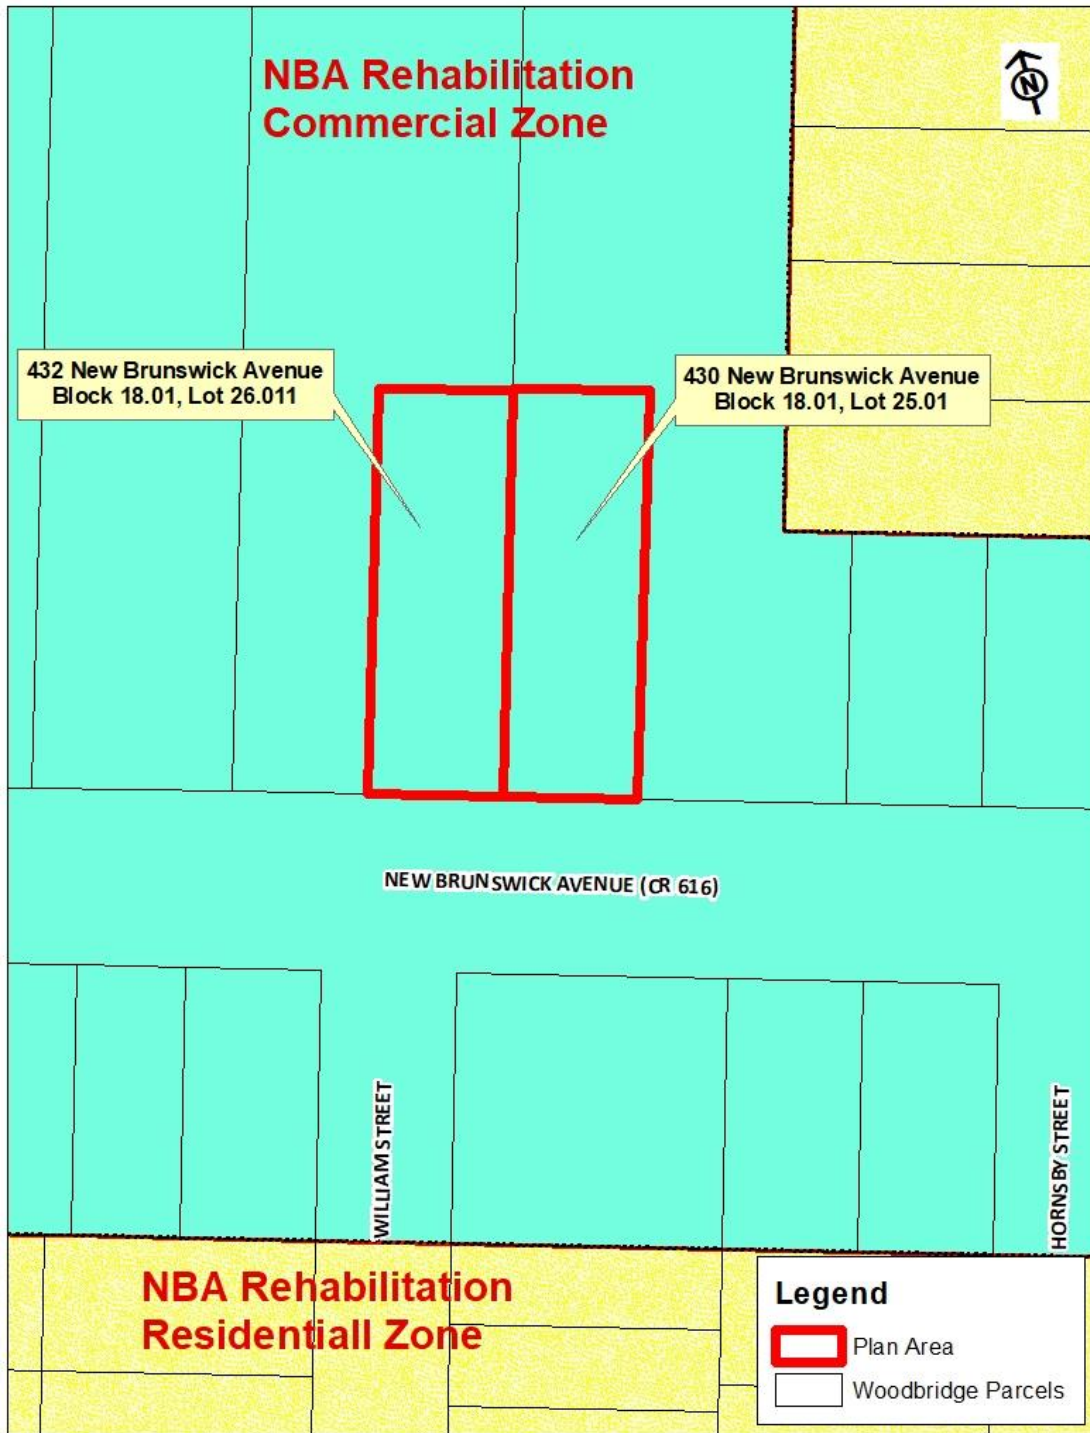 NBA Rehabilitation
Commercial Zone
N
432 New Brunswick Avenue
Block 18.01, Lot 26.011
430 New Brunswick Avenue
Block 18.01, Lot 25.01
NEW BRUNSWICK AVENUE (CR 616)
WILLIAM STREET
HORNSBY STREET
NBA Rehabilitation
Residentiall Zone
Legend
Plan Area
Woodbridge Parcels